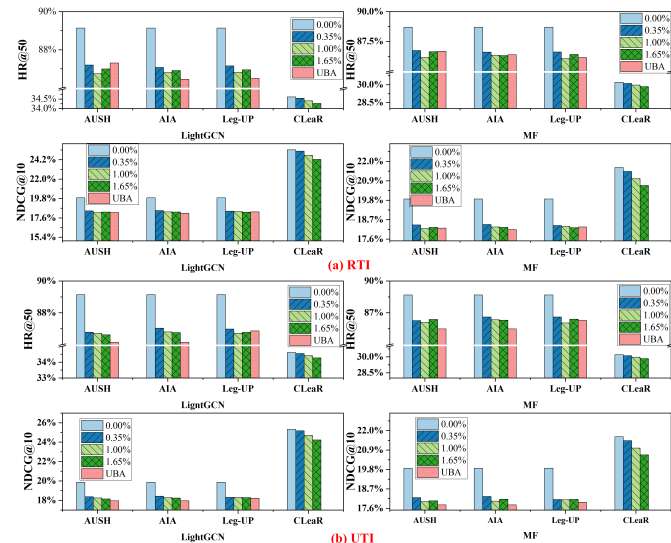 HR@50
90%
88%
34.5%
34.0%
0.00%
0.35%
1.00%
1.65%
UBA
AUSH AIA Leg-UP CLeaR
LightGCN
HR@50
90.0%
87.5%
30.0%
28.5%
0.00%
0.35%
1.00%
1.65%
UBA
AUSH AIA Leg-UP CLeaR
MF
NDCG@10
24.2%
22.0%
19.8%
17.6%
15.4%
0.00%
0.35%
1.00%
1.65%
UBA
AUSH AIA Leg-UP CLeaR
LightGCN
NDCG@10
22.0%
20.9%
19.8%
18.7%
17.6%
0.00%
0.35%
1.00%
1.65%
UBA
AUSH AIA Leg-UP CLeaR
MF
(a) RTI
HR@50
90%
88%
34%
33%
0.00%
0.35%
1.00%
1.65%
UBA
AUSH AIA Leg-UP CLeaR
LightGCN
HR@50
90%
87%
30.0%
28.5%
0.00%
0.35%
1.00%
1.65%
UBA
AUSH AIA Leg-UP CLeaR
MF
NDCG@10
26%
24%
22%
20%
18%
0.00%
0.35%
1.00%
1.65%
UBA
AUSH AIA Leg-UP CLeaR
LightGCN
NDCG@10
22.0%
20.9%
19.8%
18.7%
17.6%
0.00%
0.35%
1.00%
1.65%
UBA
AUSH AIA Leg-UP CLeaR
MF
(b) UTI